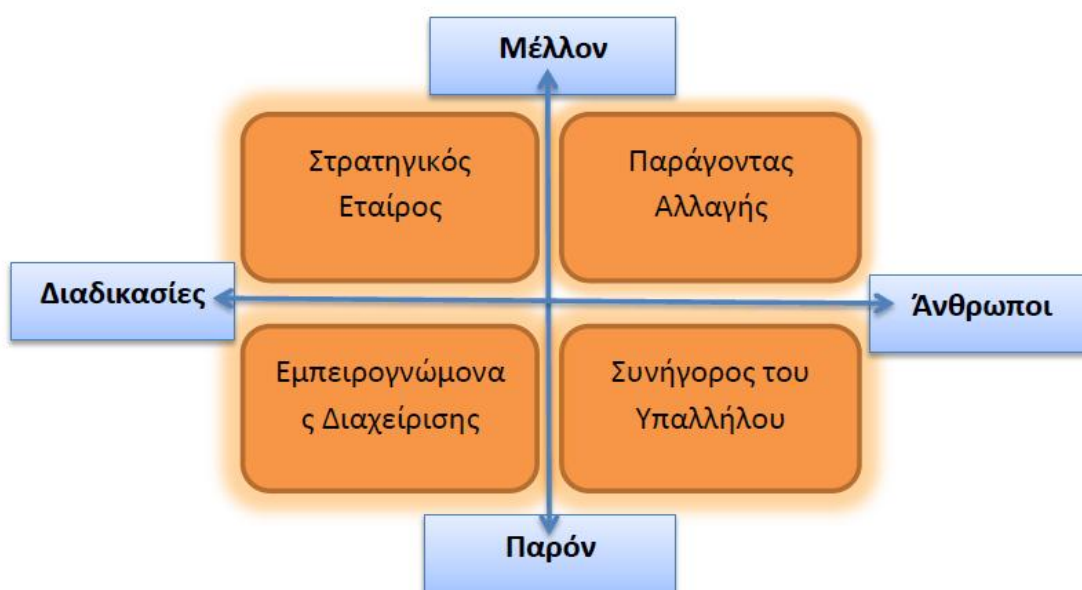 Μέλλον
Στρατηγικός
Εταίρος
Παράγοντας
Αλλαγής
Διαδικασίες
Άνθρωποι
Εμπειρογνώμονα
ς Διαχείρισης
Συνήγορος του
Υπαλλήλου
Παρόν